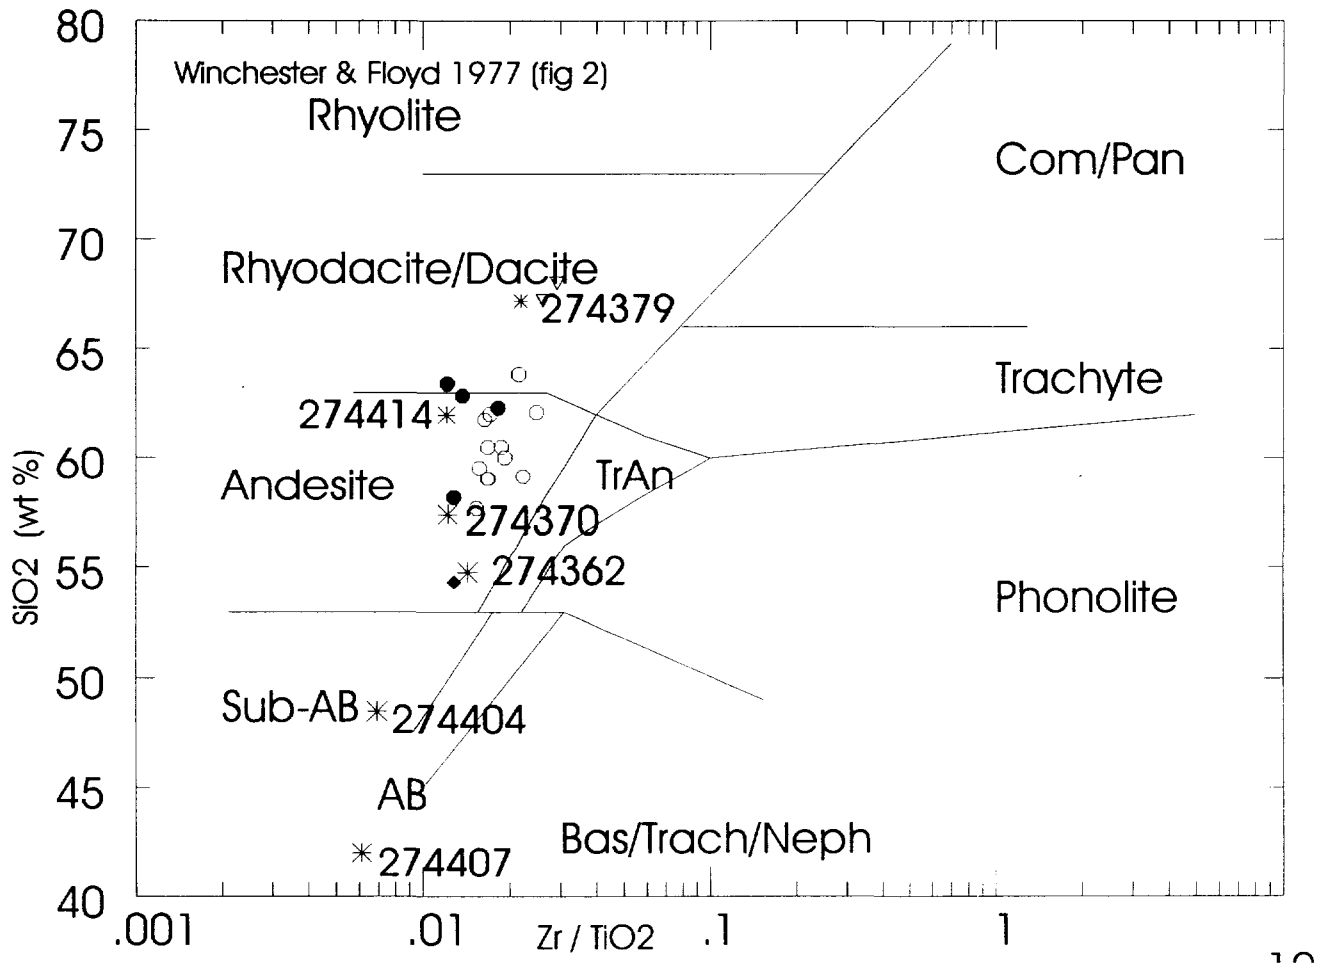 80
Winchester & Floyd 1977 (fig 2)
Rhyolite
75
Com/Pan
70
Rhyodacite/Dacite
274379
65
Trachyte
274414
60
TrAn
Andesite
274370
55
274362
Phonolite
SiO2 (wt %)
50
Sub-AB
274404
45
AB
Bas/Trach/Neph
274407
40
.001
.01
Zr / TiO2
.1
1
10